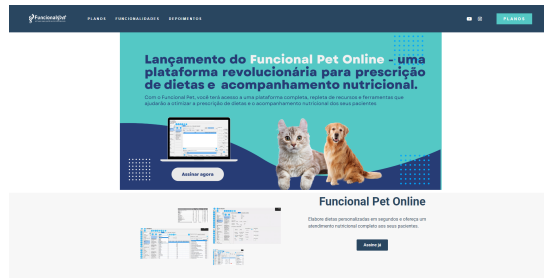 FuncionalVet
PLANOS FUNCIONALIDADES DEPOIMENTOS
PLANOS
Lançamento do Funcional Pet Online - uma
plataforma revolucionária para prescrição
de dietas e acompanhamento nutricional.
Com o Funcional Pet, você terá acesso a uma plataforma completa, repleta de recursos e ferramentas que
ajudarão a otimizar a prescrição de dietas e o acompanhamento nutricional dos seus pacientes
Assinar agora
Funcional Pet Online
Elabore dietas personalizadas em segundos e ofereça um
atendimento nutricional completo aos seus pacientes.
Assine já